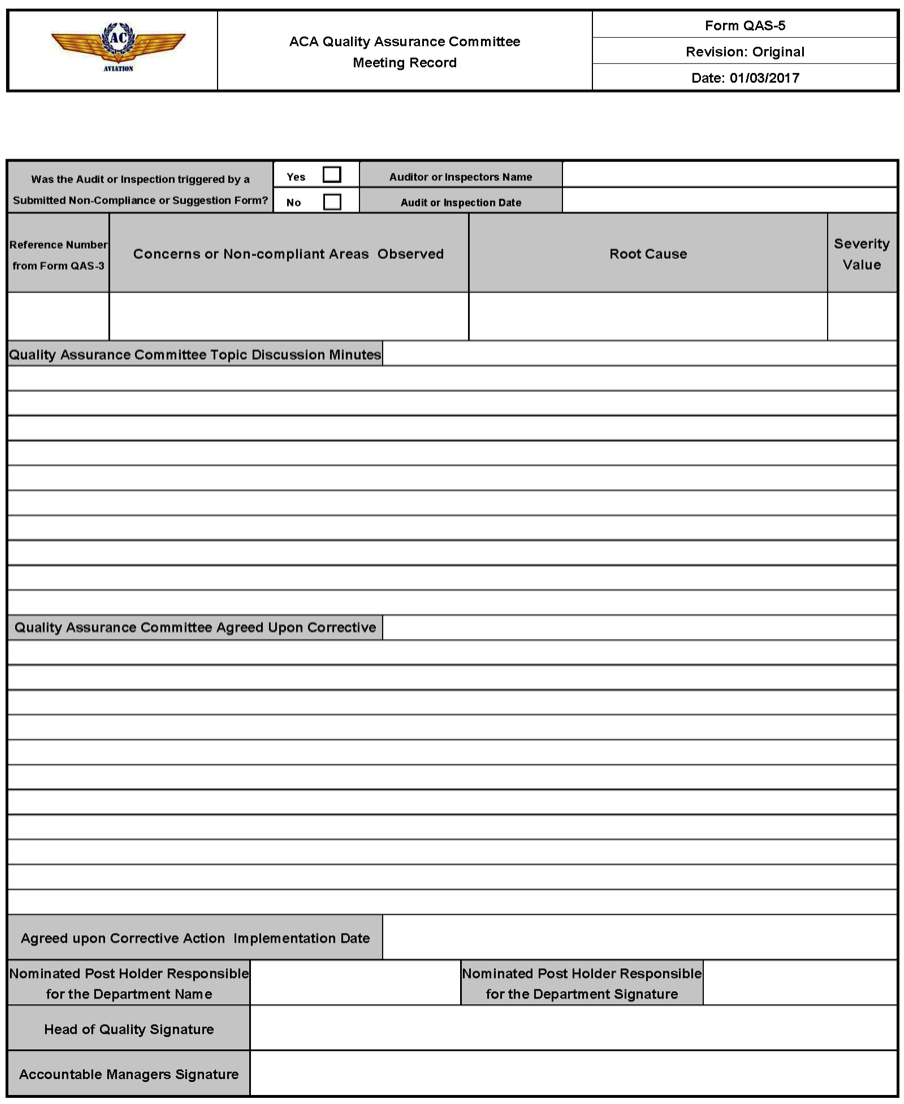 AC
AVIATION
ACA Quality Assurance Committee
Meeting Record
Form QAS-5
Revision: Original
Date: 01/03/2017
Was the Audit or Inspection triggered by a
Submitted Non-Compliance or Suggestion Form?
Yes
No
Auditor or Inspectors Name
Audit or Inspection Date
Reference Number
from Form QAS-3
Concerns or Non-compliant Areas Observed
Root Cause
Severity
Value
Quality Assurance Committee Topic Discussion Minutes
Quality Assurance Committee Agreed Upon Corrective
Agreed upon Corrective Action Implementation Date
Nominated Post Holder Responsible
for the Department Name
Nominated Post Holder Responsible
for the Department Signature
Head of Quality Signature
Accountable Managers Signature